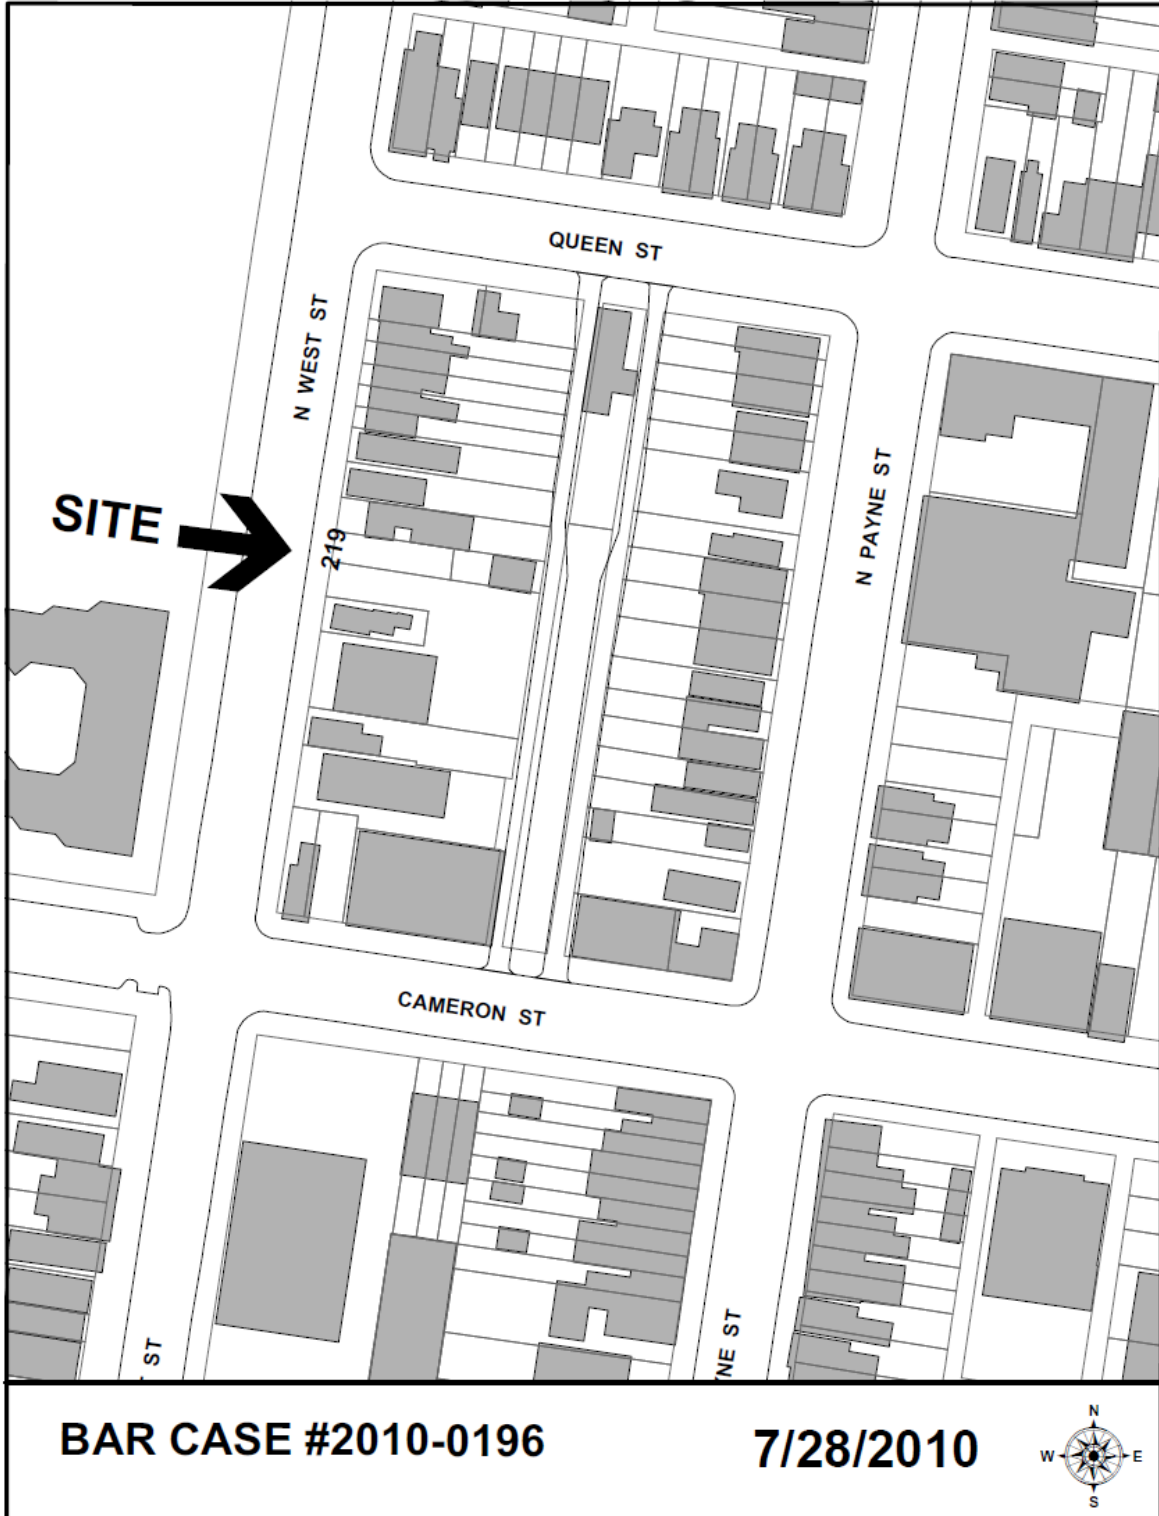 QUEEN ST
N WEST ST
N PAYNE ST
SITE
219
CAMERON ST
ST
NE ST
BAR CASE #2010-0196
7/28/2010
N
W E
S